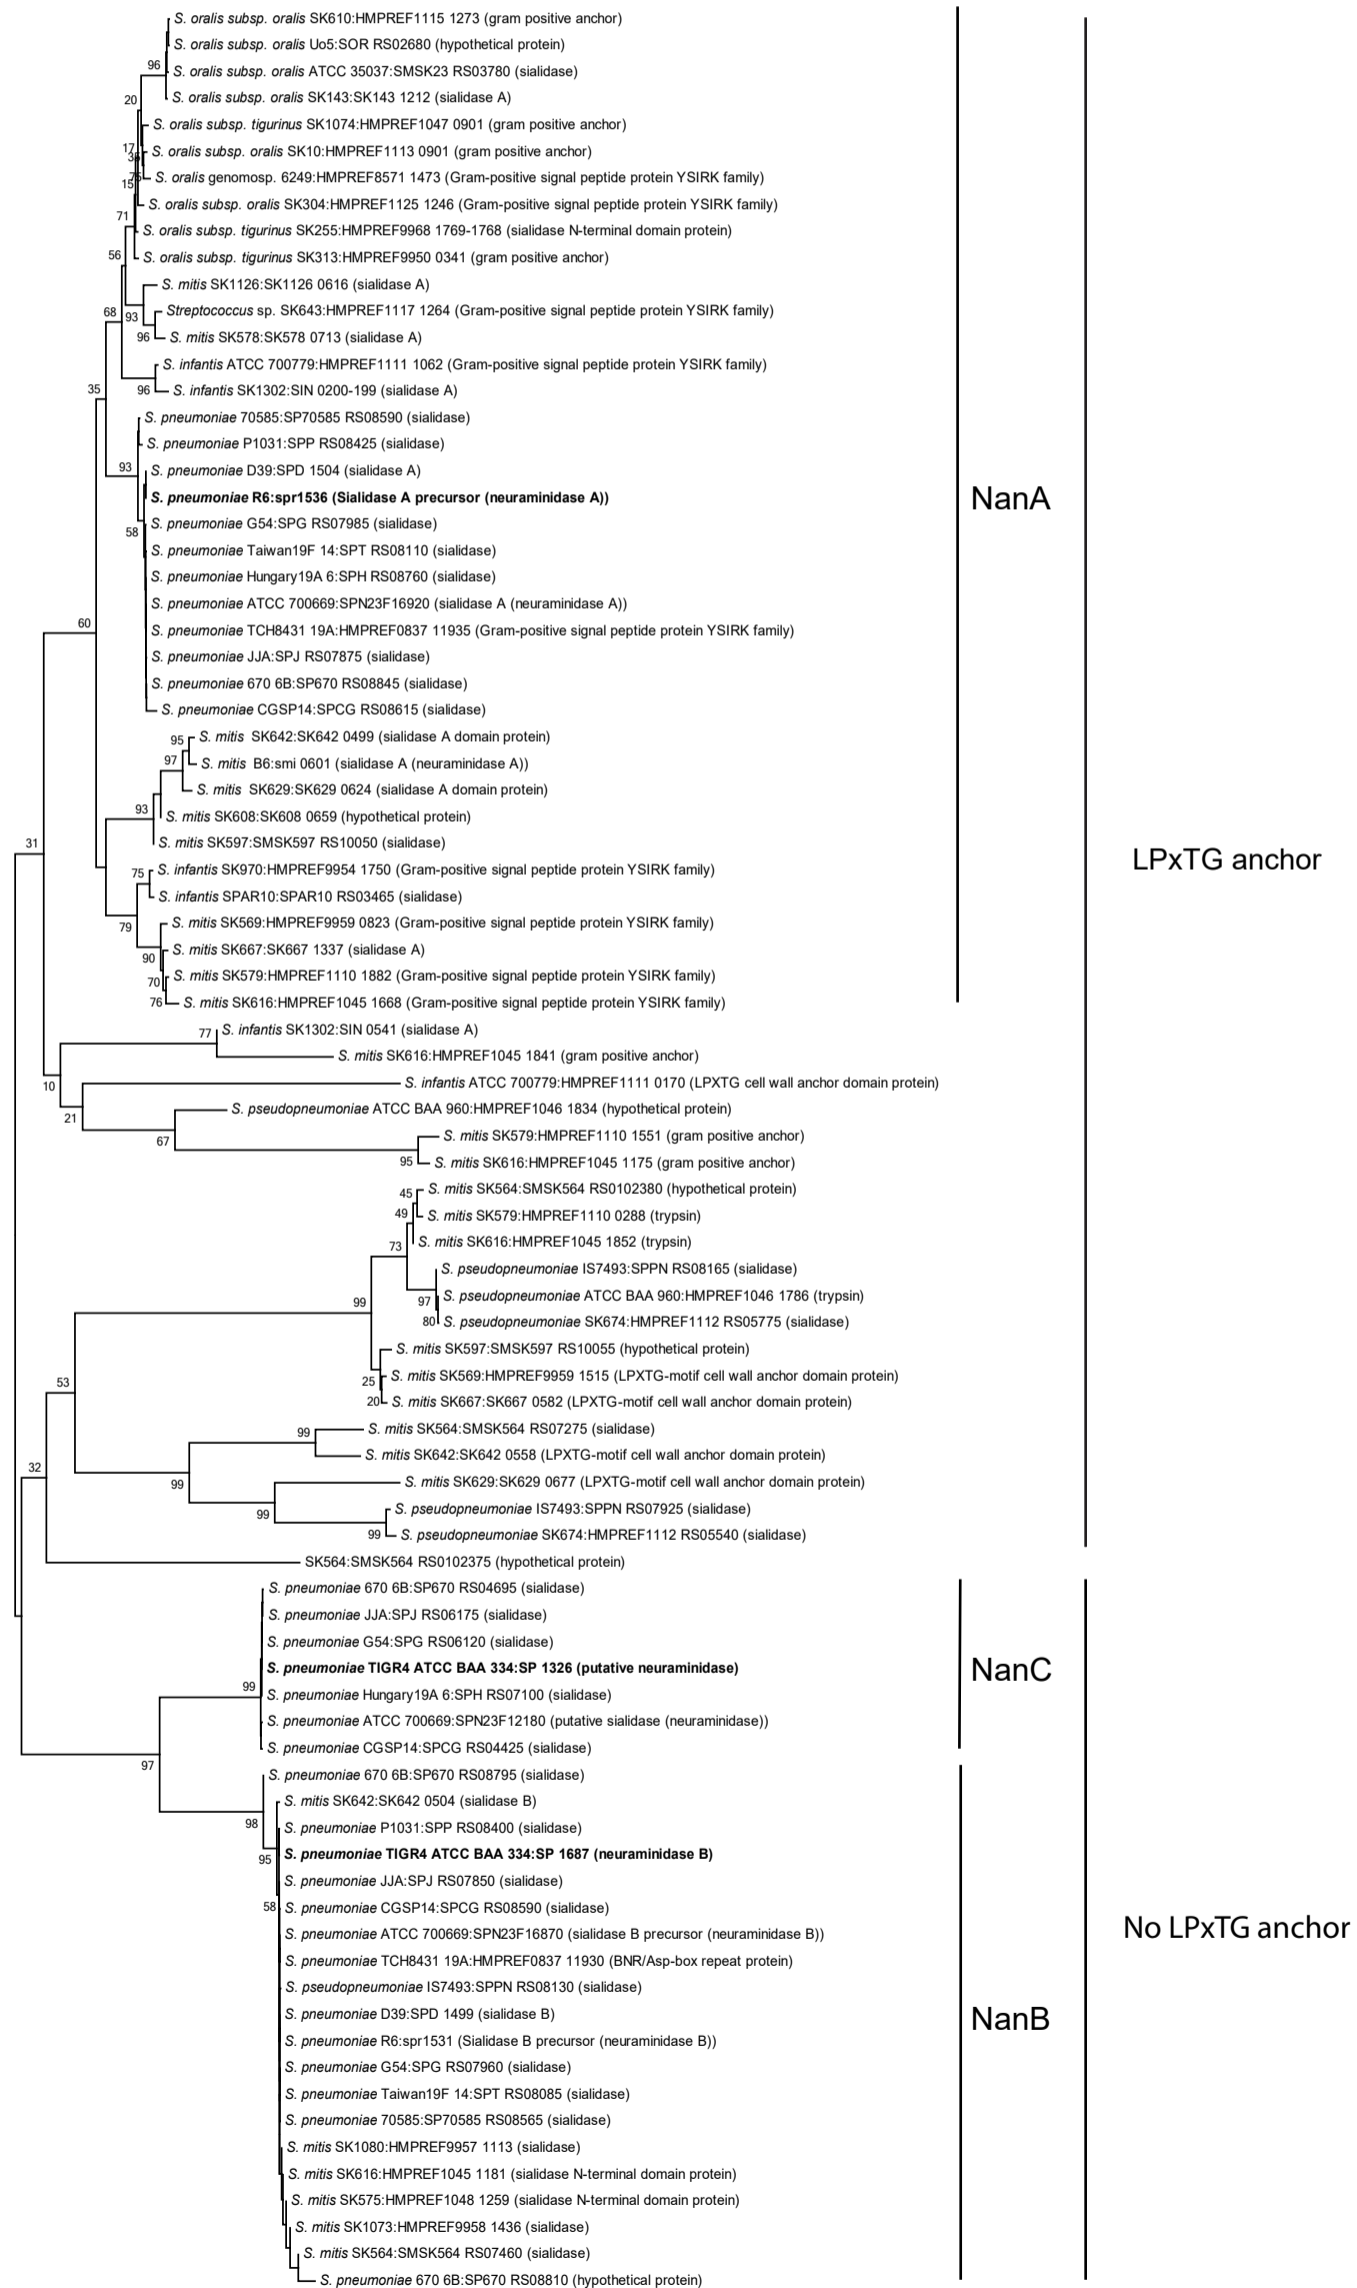 S. oralis subsp. oralis SK610:HMPREF1115 1273 (gram positive anchor)
S. oralis subsp. oralis Uo5:SOR RS02680 (hypothetical protein)
96
S. oralis subsp. oralis ATCC 35037:SMSK23 RS03780 (sialidase)
S. oralis subsp. oralis SK143:SK143 1212 (sialidase A)
20
S. oralis subsp. tigurinus SK1074:HMPREF1047 0901 (gram positive anchor)
17
S. oralis subsp. oralis SK10:HMPREF1113 0901 (gram positive anchor)
S. oralis genomosp. 6249:HMPREF8571 1473 (Gram-positive signal peptide protein YSIRK family)
15
S. oralis subsp. oralis SK304:HMPREF1125 1246 (Gram-positive signal peptide protein YSIRK family)
71
S. oralis subsp. tigurinus SK255:HMPREF9968 1769-1768 (sialidase N-terminal domain protein)
56
S. oralis subsp. tigurinus SK313:HMPREF9950 0341 (gram positive anchor)
S. mitis SK1126:SK1126 0616 (sialidase A)
Streptococcus sp. SK643:HMPREF1117 1264 (Gram-positive signal peptide protein YSIRK family)
68
93
96
S. mitis SK578:SK578 0713 (sialidase A)
S. infantis ATCC 700779:HMPREF1111 1062 (Gram-positive signal peptide protein YSIRK family)
35
96
S. infantis SK1302:SIN 0200-199 (sialidase A)
S. pneumoniae 70585:SP70585 RS08590 (sialidase)
S. pneumoniae P1031:SPP RS08425 (sialidase)
93
S. pneumoniae D39:SPD 1504 (sialidase A)
S. pneumoniae R6:spr1536 (Sialidase A precursor (neuraminidase A))
NanA
S. pneumoniae G54:SPG RS07985 (sialidase)
58
S. pneumoniae Taiwan19F 14:SPT RS08110 (sialidase)
S. pneumoniae Hungary19A 6:SPH RS08760 (sialidase)
S. pneumoniae ATCC 700669:SPN23F16920 (sialidase A (neuraminidase A))
60
S. pneumoniae TCH8431 19A:HMPREF0837 11935 (Gram-positive signal peptide protein YSIRK family)
S. pneumoniae JJA:SPJ RS07875 (sialidase)
S. pneumoniae 670 6B:SP670 RS08845 (sialidase)
S. pneumoniae CGSP14:SPCG RS08615 (sialidase)
95
S. mitis SK642:SK642 0499 (sialidase A domain protein)
97
S. mitis B6:smi 0601 (sialidase A (neuraminidase A))
S. mitis SK629:SK629 0624 (sialidase A domain protein)
93
S. mitis SK608:SK608 0659 (hypothetical protein)
31
S. mitis SK597:SMSK597 RS10050 (sialidase)
LPxTG anchor
75
S. infantis SK970:HMPREF9954 1750 (Gram-positive signal peptide protein YSIRK family)
S. infantis SPAR10:SPAR10 RS03465 (sialidase)
79
S. mitis SK569:HMPREF9959 0823 (Gram-positive signal peptide protein YSIRK family)
90
S. mitis SK667:SK667 1337 (sialidase A)
70
S. mitis SK579:HMPREF1110 1882 (Gram-positive signal peptide protein YSIRK family)
76
S. mitis SK616:HMPREF1045 1668 (Gram-positive signal peptide protein YSIRK family)
77
S. infantis SK1302:SIN 0541 (sialidase A)
S. mitis SK616:HMPREF1045 1841 (gram positive anchor)
10
S. infantis ATCC 700779:HMPREF1111 0170 (LPXTG cell wall anchor domain protein)
21
S. pseudopneumoniae ATCC BAA 960:HMPREF1046 1834 (hypothetical protein)
67
S. mitis SK579:HMPREF1110 1551 (gram positive anchor)
95
S. mitis SK616:HMPREF1045 1175 (gram positive anchor)
45
S. mitis SK564:SMSK564 RS0102380 (hypothetical protein)
49
S. mitis SK579:HMPREF1110 0288 (trypsin)
73
S. mitis SK616:HMPREF1045 1852 (trypsin)
S. pseudopneumoniae IS7493:SPPN RS08165 (sialidase)
99
97
S. pseudopneumoniae ATCC BAA 960:HMPREF1046 1786 (trypsin)
80
S. pseudopneumoniae SK674:HMPREF1112 RS05775 (sialidase)
S. mitis SK597:SMSK597 RS10055 (hypothetical protein)
53
25
S. mitis SK569:HMPREF9959 1515 (LPXTG-motif cell wall anchor domain protein)
20
S. mitis SK667:SK667 0582 (LPXTG-motif cell wall anchor domain protein)
99
S. mitis SK564:SMSK564 RS07275 (sialidase)
S. mitis SK642:SK642 0558 (LPXTG-motif cell wall anchor domain protein)
32
99
S. mitis SK629:SK629 0677 (LPXTG-motif cell wall anchor domain protein)
99
S. pseudopneumoniae IS7493:SPPN RS07925 (sialidase)
99
S. pseudopneumoniae SK674:HMPREF1112 RS05540 (sialidase)
SK564:SMSK564 RS0102375 (hypothetical protein)
S. pneumoniae 670 6B:SP670 RS04695 (sialidase)
S. pneumoniae JJA:SPJ RS06175 (sialidase)
S. pneumoniae G54:SPG RS06120 (sialidase)
S. pneumoniae TIGR4 ATCC BAA 334:SP 1326 (putative neuraminidase)
NanC
99
S. pneumoniae Hungary19A 6:SPH RS07100 (sialidase)
S. pneumoniae ATCC 700669:SPN23F12180 (putative sialidase (neuraminidase))
S. pneumoniae CGSP14:SPCG RS04425 (sialidase)
97
S. pneumoniae 670 6B:SP670 RS08795 (sialidase)
S. mitis SK642:SK642 0504 (sialidase B)
98
S. pneumoniae P1031:SPP RS08400 (sialidase)
95
S. pneumoniae TIGR4 ATCC BAA 334:SP 1687 (neuraminidase B)
S. pneumoniae JJA:SPJ RS07850 (sialidase)
58
S. pneumoniae CGSP14:SPCG RS08590 (sialidase)
No LPxTG anchor
S. pneumoniae ATCC 700669:SPN23F16870 (sialidase B precursor (neuraminidase B))
S. pneumoniae TCH8431 19A:HMPREF0837 11930 (BNR/Asp-box repeat protein)
S. pseudopneumoniae IS7493:SPPN RS08130 (sialidase)
S. pneumoniae D39:SPD 1499 (sialidase B)
NanB
S. pneumoniae R6:spr1531 (Sialidase B precursor (neuraminidase B))
S. pneumoniae G54:SPG RS07960 (sialidase)
S. pneumoniae Taiwan19F 14:SPT RS08085 (sialidase)
S. pneumoniae 70585:SP70585 RS08565 (sialidase)
S. mitis SK1080:HMPREF9957 1113 (sialidase)
S. mitis SK616:HMPREF1045 1181 (sialidase N-terminal domain protein)
S. mitis SK575:HMPREF1048 1259 (sialidase N-terminal domain protein)
S. mitis SK1073:HMPREF9958 1436 (sialidase)
S. mitis SK564:SMSK564 RS07460 (sialidase)
S. pneumoniae 670 6B:SP670 RS08810 (hypothetical protein)